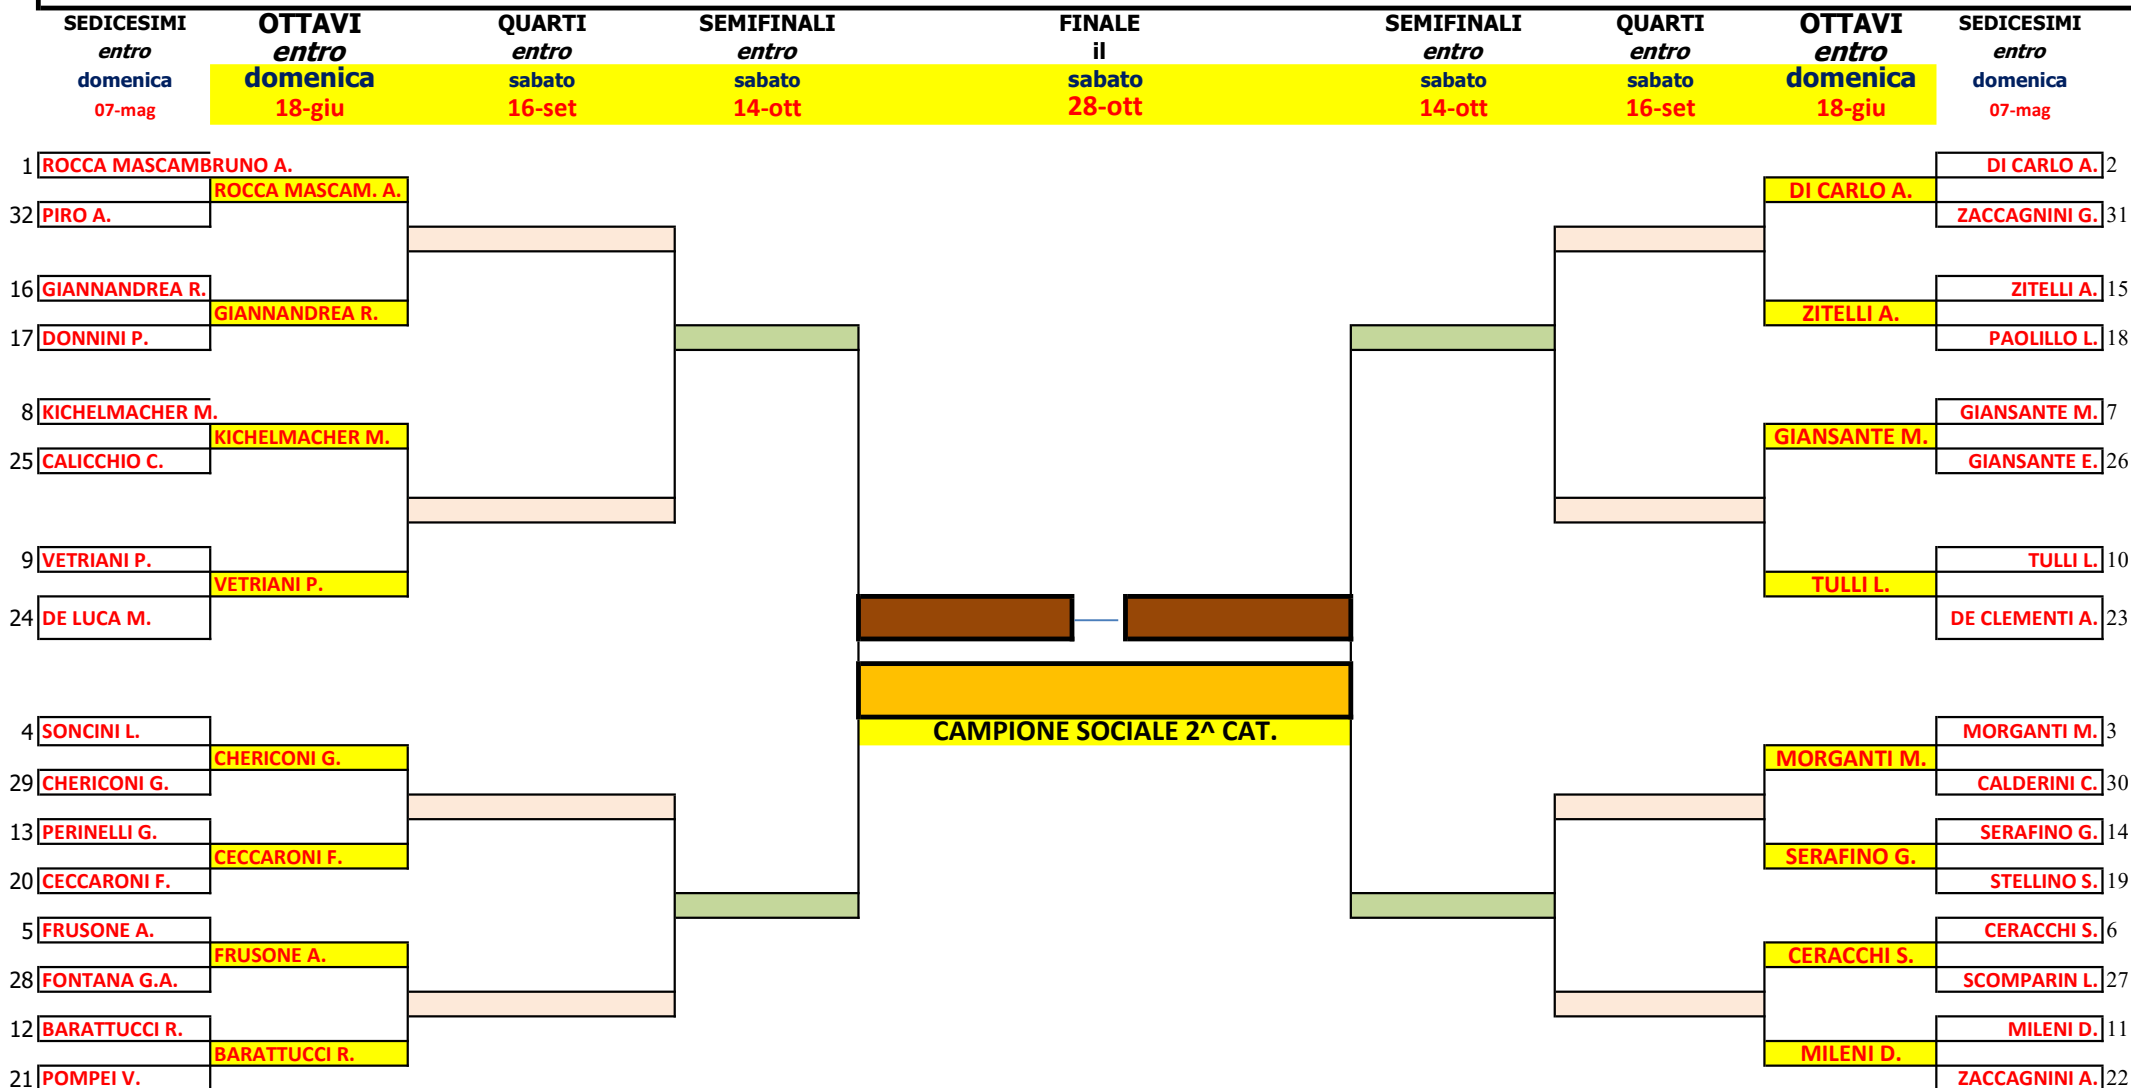 SEDICESIMI OTTAVI QUARTI SEMIFINALI FINALE SEMIFINALI QUARTI OTTAVI SEDICESIMI
entro entro entro entro il entro entro entro entro
domenica domenica sabato sabato sabato sabato sabato domenica domenica
07-mag 18-giu 16-set 14-ott 28-ott 14-ott 16-set 18-giu 07-mag
1 ROCCA MASCAMBRUNO A. DI CARLO A. 2
ROCCA MASCAM. A. DI CARLO A.
32 PIRO A. ZACCAGNINI G. 31
16 GIANNANDREA R. ZITELLI A. 15
GIANNANDREA R. ZITELLI A.
17 DONNINI P. PAOLILLO L. 18
8 KICHELMACHER M. GIANSANTE M. 7
KICHELMACHER M. GIANSANTE M.
25 CALICCHIO C. GIANSANTE E. 26
9 VETRIANI P. TULLI L. 10
VETRIANI P. TULLI L.
24 DE LUCA M. DE CLEMENTI A. 23
4 SONCINI L. CAMPIONE SOCIALE 2^ CAT. MORGANTI M. 3
CHERICONI G. MORGANTI M.
29 CHERICONI G. CALDERINI C. 30
13 PERINELLI G. SERAFINO G. 14
CECCARONI F. SERAFINO G.
20 CECCARONI F. STELLINO S. 19
5 FRUSONE A. CERACCHI S. 6
FRUSONE A. CERACCHI S.
28 FONTANA G.A. SCOMPARIN L. 27
12 BARATTUCCI R. MILENI D. 11
BARATTUCCI R. MILENI D.
21 POMPEI V. ZACCAGNINI A. 22